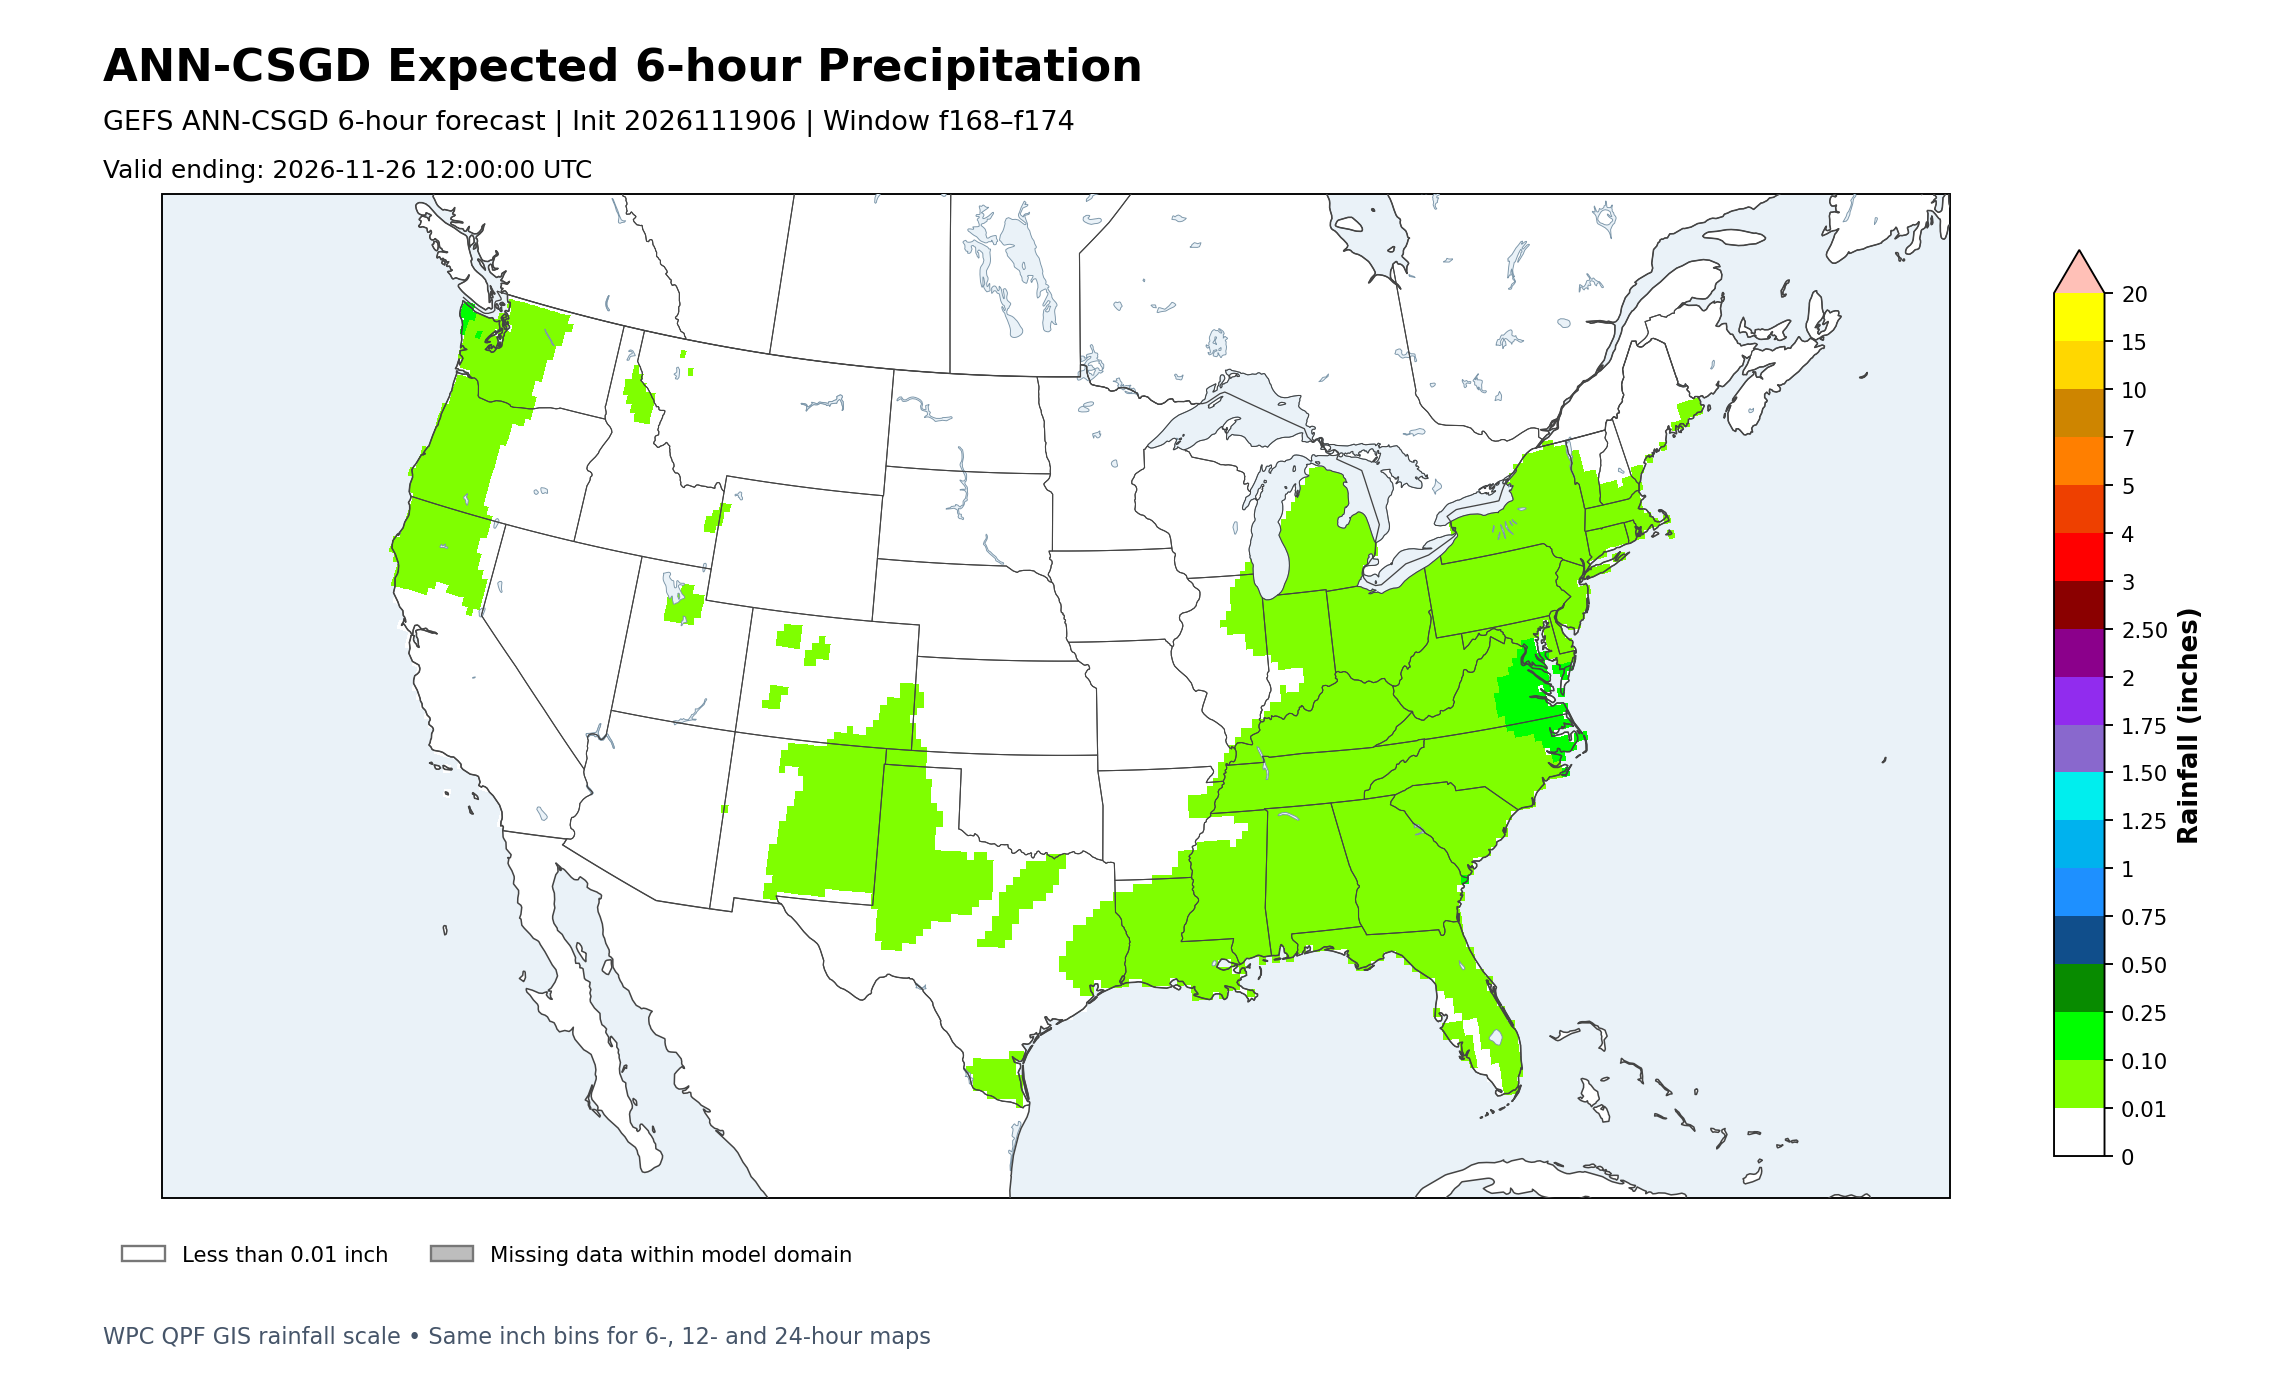 ANN-CSGD Expected 6-hour Precipitation
GEFS ANN-CSGD 6-hour forecast | Init 2026111906 | Window f168–f174
Valid ending: 2026-11-26 12:00:00 UTC
20
15
10
7
5
4
3
2.50
2
1.75
1.50
1.25
1
0.75
0.50
0.25
0.10
0.01
0
Rainfall (inches)
Less than 0.01 inch
Missing data within model domain
WPC QPF GIS rainfall scale • Same inch bins for 6-, 12- and 24-hour maps